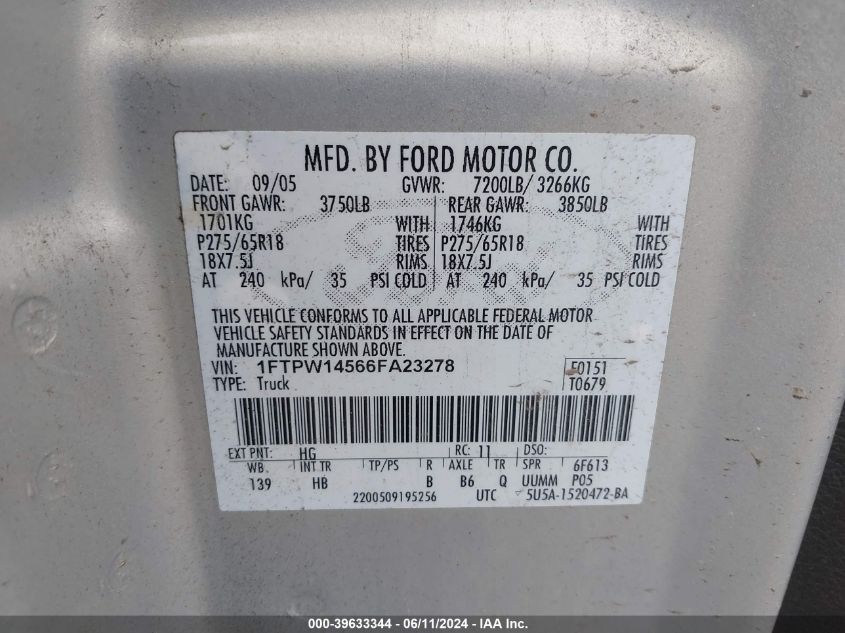 MFD. BY FORD MOTOR CO.
DATE: 09/05 GVWR: 7200LB/ 3266KG
FRONT GAWR: 3750LB REAR GAWR: 3850LB
1701KG WITH 1746KG WITH
P275/65R18 TIRES P275/65R18 TIRES
18X7.5J RIMS 18X7.5J RIMS
AT 240 kPa/ 35 PSI COLD AT 240 kPa/ 35 PSI COLD
THIS VEHICLE CONFORMS TO ALL APPLICABLE FEDERAL MOTOR
VEHICLE SAFETY STANDARDS IN EFFECT ON THE DATE OF
MANUFACTURE SHOWN ABOVE.
VIN: 1FTPW14566FA23278 F0151
TYPE: Truck T0679
EXT PNT: HG RC: 11 DSO:
WB INT TR TP/PS R AXLE TR SPR 6F613
139 HB B B6 Q UUMM P05
2200509195256 UTC 5U5A-1520472-BA
000-39633344 - 06/11/2024 - IAA Inc.